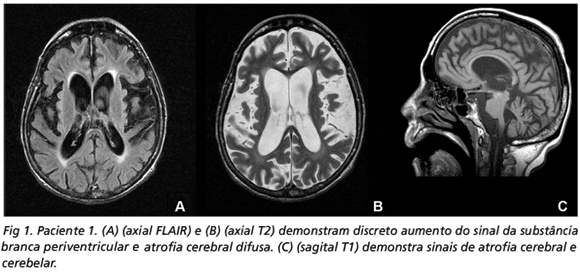 A
B
C
Fig 1. Paciente 1. (A) (axial FLAIR) e (B) (axial T2) demonstram discreto aumento do sinal da substância
branca periventricular e atrofia cerebral difusa. (C) (sagital T1) demonstra sinais de atrofia cerebral e
cerebelar.